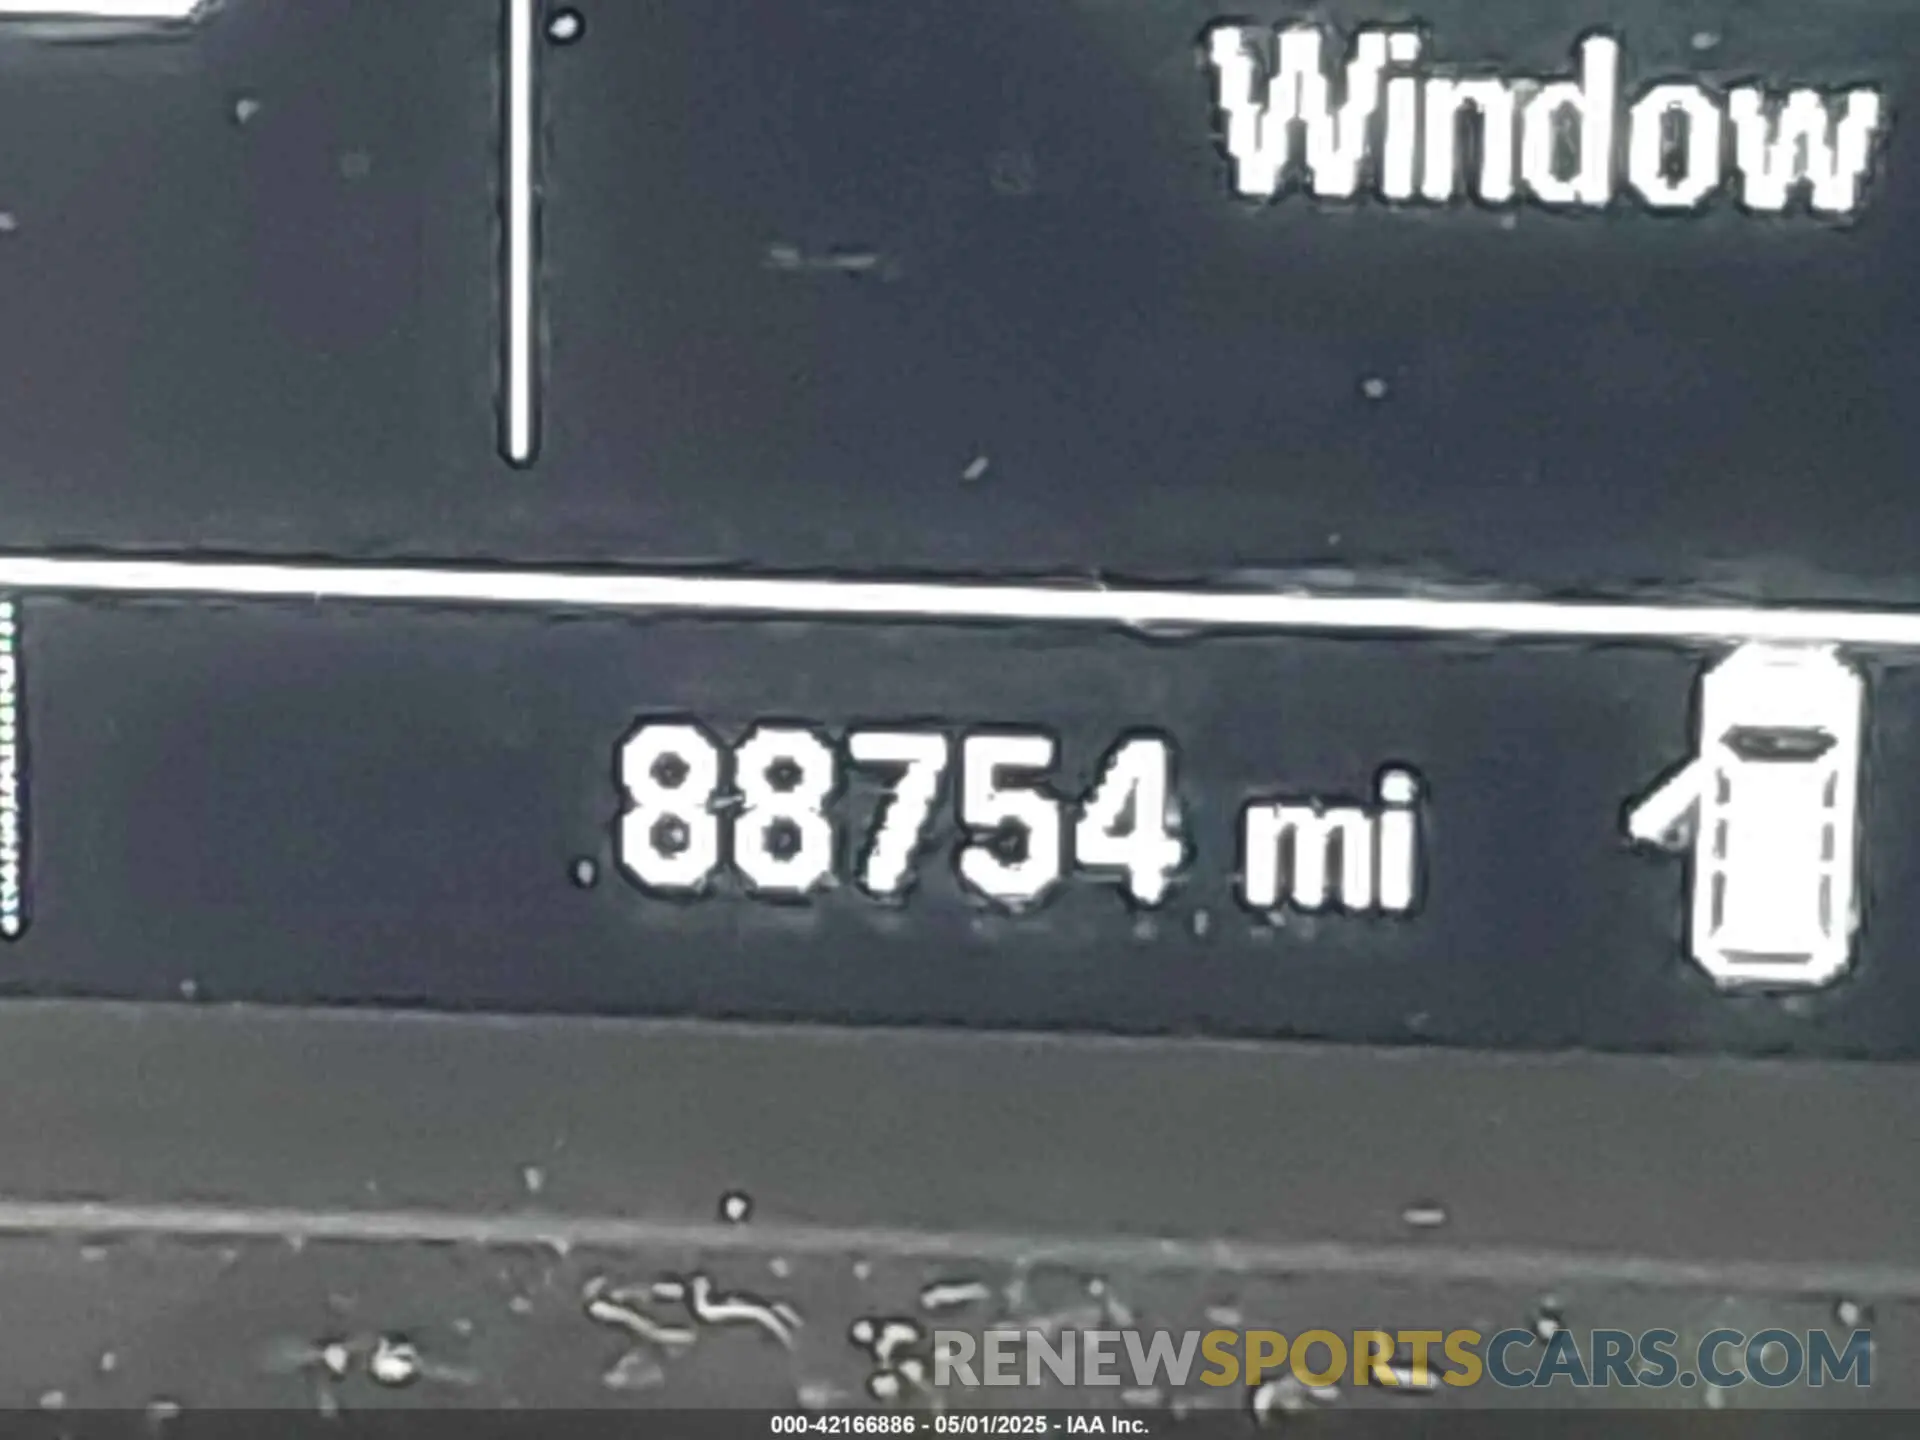 Window
88754 mi
RENEWSPORTSCARS.COM
000-42166886 - 05/01/2025 - IAA Inc.